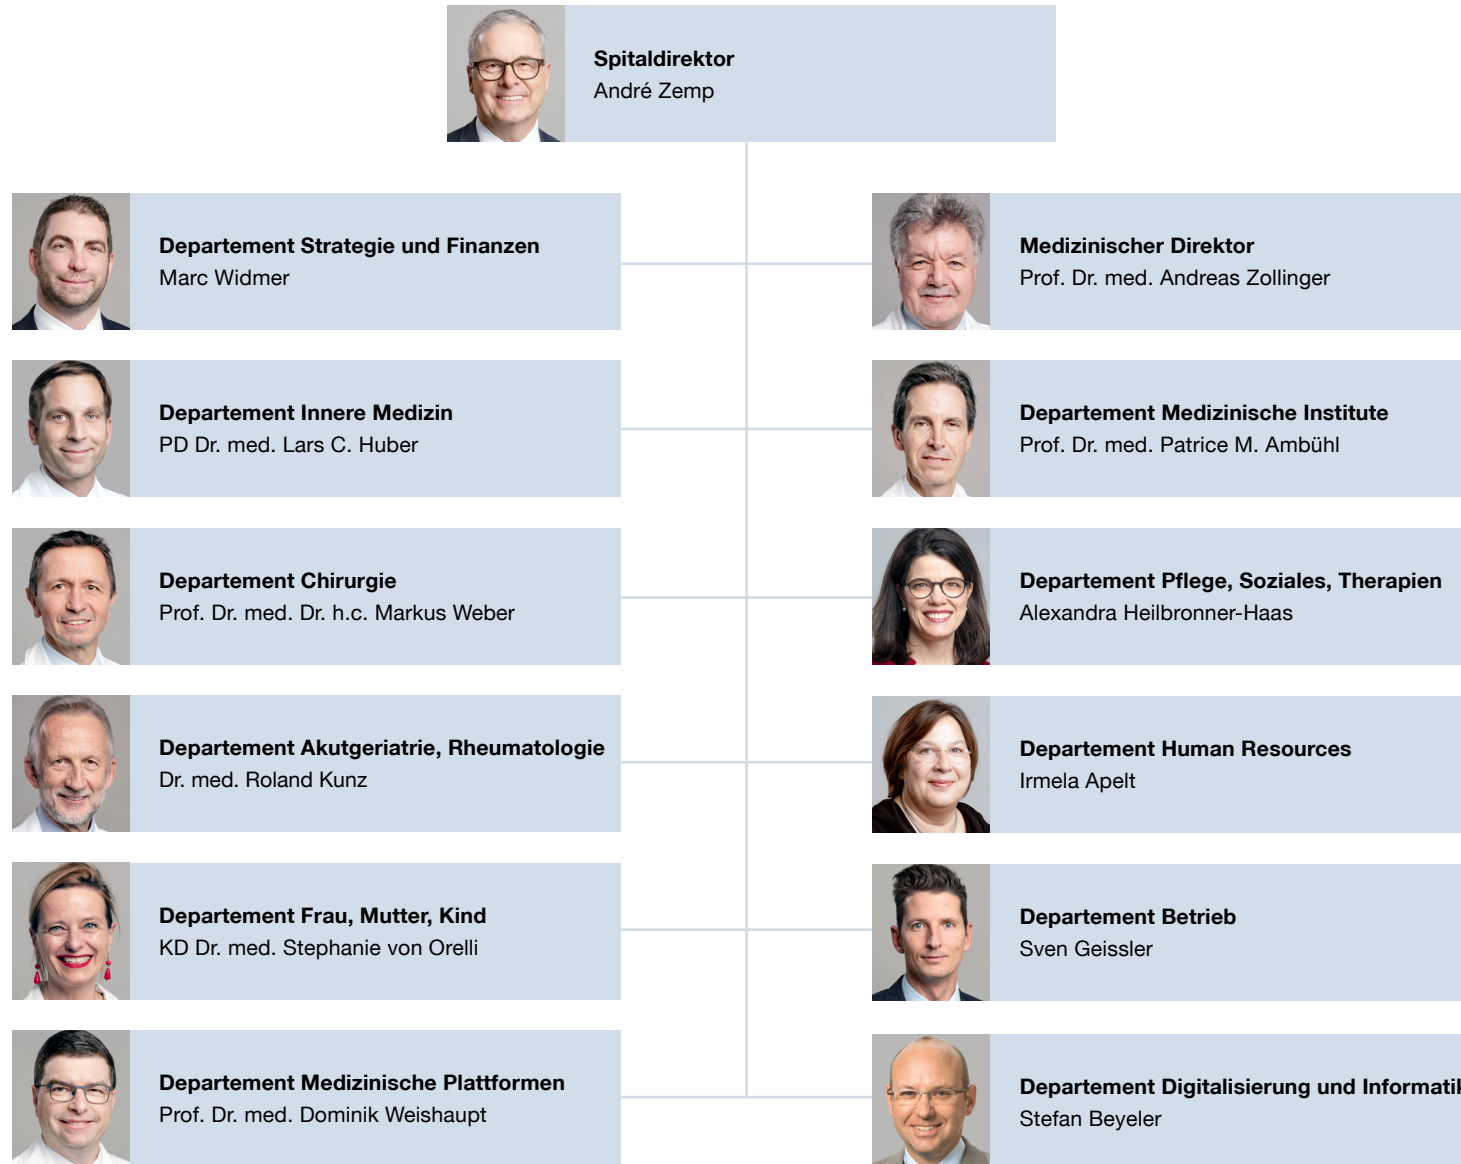 Spitaldirektor
André Zemp
Departement Strategie und Finanzen
Marc Widmer
Medizinischer Direktor
Prof. Dr. med. Andreas Zollinger
Departement Innere Medizin
PD Dr. med. Lars C. Huber
Departement Medizinische Institute
Prof. Dr. med. Patrice M. Ambühl
Departement Chirurgie
Prof. Dr. med. Dr. h.c. Markus Weber
Departement Pflege, Soziales, Therapien
Alexandra Heilbronner-Haas
Departement Akutgeriatrie, Rheumatologie
Dr. med. Roland Kunz
Departement Human Resources
Irmela Apelt
Departement Frau, Mutter, Kind
KD Dr. med. Stephanie von Orelli
Departement Betrieb
Sven Geissler
Departement Medizinische Plattformen
Prof. Dr. med. Dominik Weishaupt
Departement Digitalisierung und Informatik
Stefan Beyeler